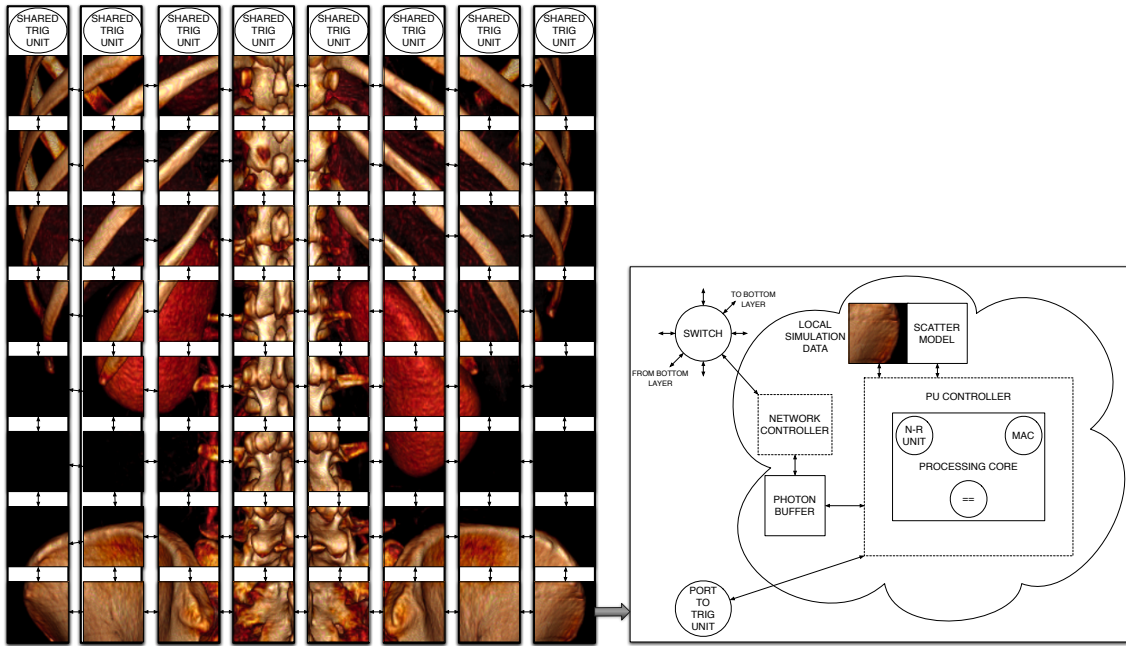 SHARED TRIG UNIT
SHARED TRIG UNIT
SHARED TRIG UNIT
SHARED TRIG UNIT
SHARED TRIG UNIT
SHARED TRIG UNIT
SHARED TRIG UNIT
SHARED TRIG UNIT
TO BOTTOM
LAYER
SWITCH
FROM BOTTOM
LAYER
LOCAL
SIMULATION
DATA
SCATTER
MODEL
NETWORK
CONTROLLER
PHOTON
BUFFER
PU CONTROLLER
N-R
UNIT
MAC
PROCESSING CORE
==
PORT
TO
TRIG
UNIT